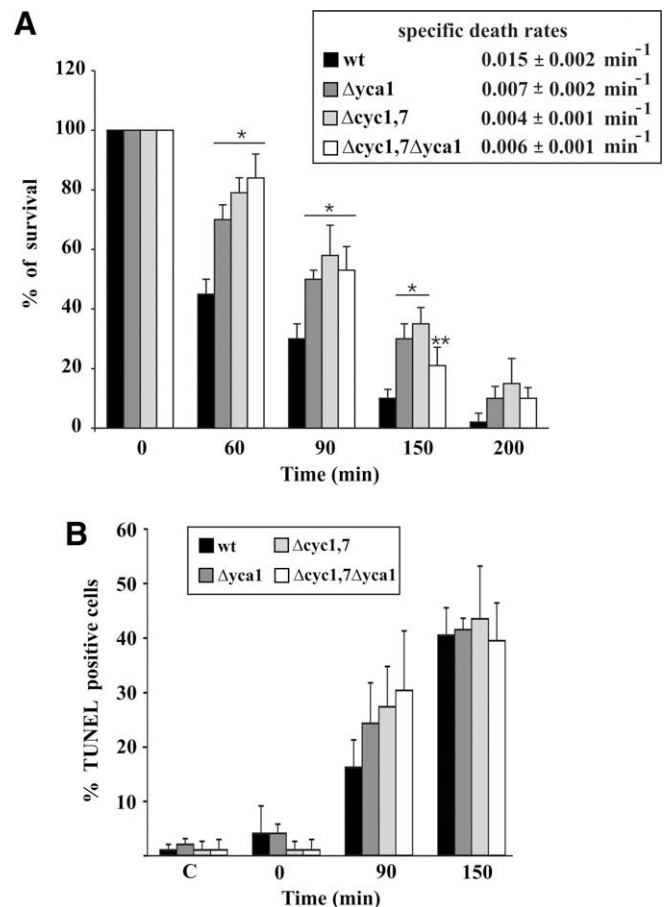 A
specific death rates
wt 0.015 ± 0.002 min⁻¹
Δyca1 0.007 ± 0.002 min⁻¹
Δcyc1,7 0.004 ± 0.001 min⁻¹
Δcyc1,7Δyca1 0.006 ± 0.001 min⁻¹
% of survival
120
100
80
60
40
20
0
*
*
*
**
0 60 90 150 200
Time (min)
B
wt Δcyc1,7
Δyca1 Δcyc1,7Δyca1
% TUNEL positive cells
60
50
40
30
20
10
C 0 90 150
Time (min)